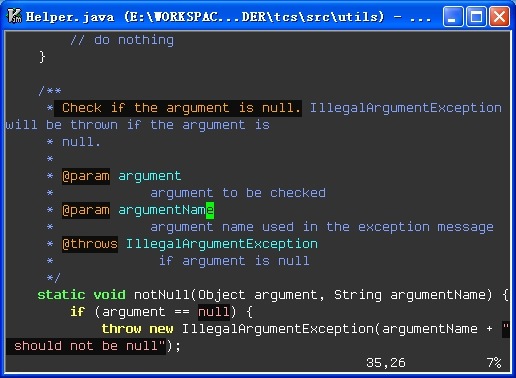 Helper.java (E:\WORKSPAC...DER\tcs\src\utils) - ...
// do nothing
}
/**
* Check if the argument is null. IllegalArgumentException
will be thrown if the argument is
* null.
*
* @param argument
* argument to be checked
* @param argumentName
* argument name used in the exception message
* @throws IllegalArgumentException
* if argument is null
*/
static void notNull(Object argument, String argumentName) {
if (argument == null) {
throw new IllegalArgumentException(argumentName + "
should not be null");
35,26 7%